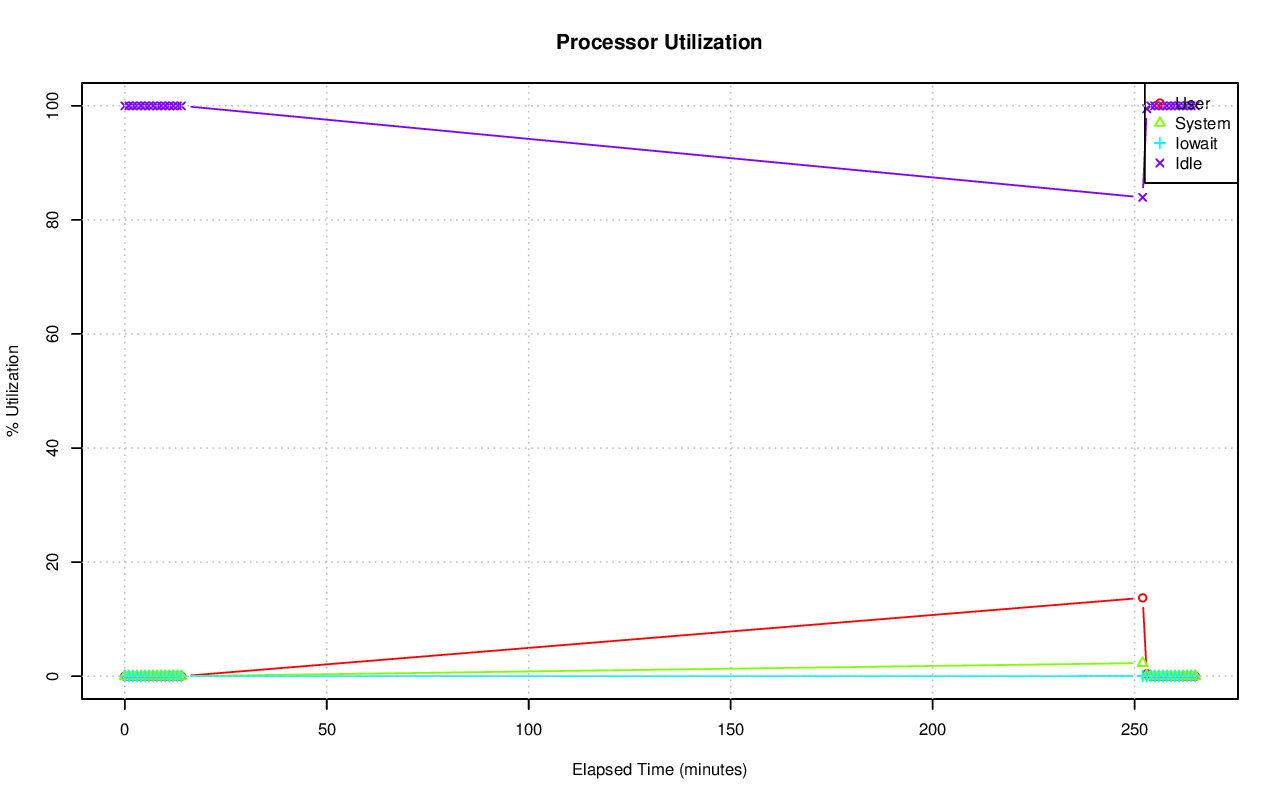 Processor Utilization
% Utilization
100
80
60
40
20
0
User
System
Iowait
Idle
0 50 100 150 200 250
Elapsed Time (minutes)